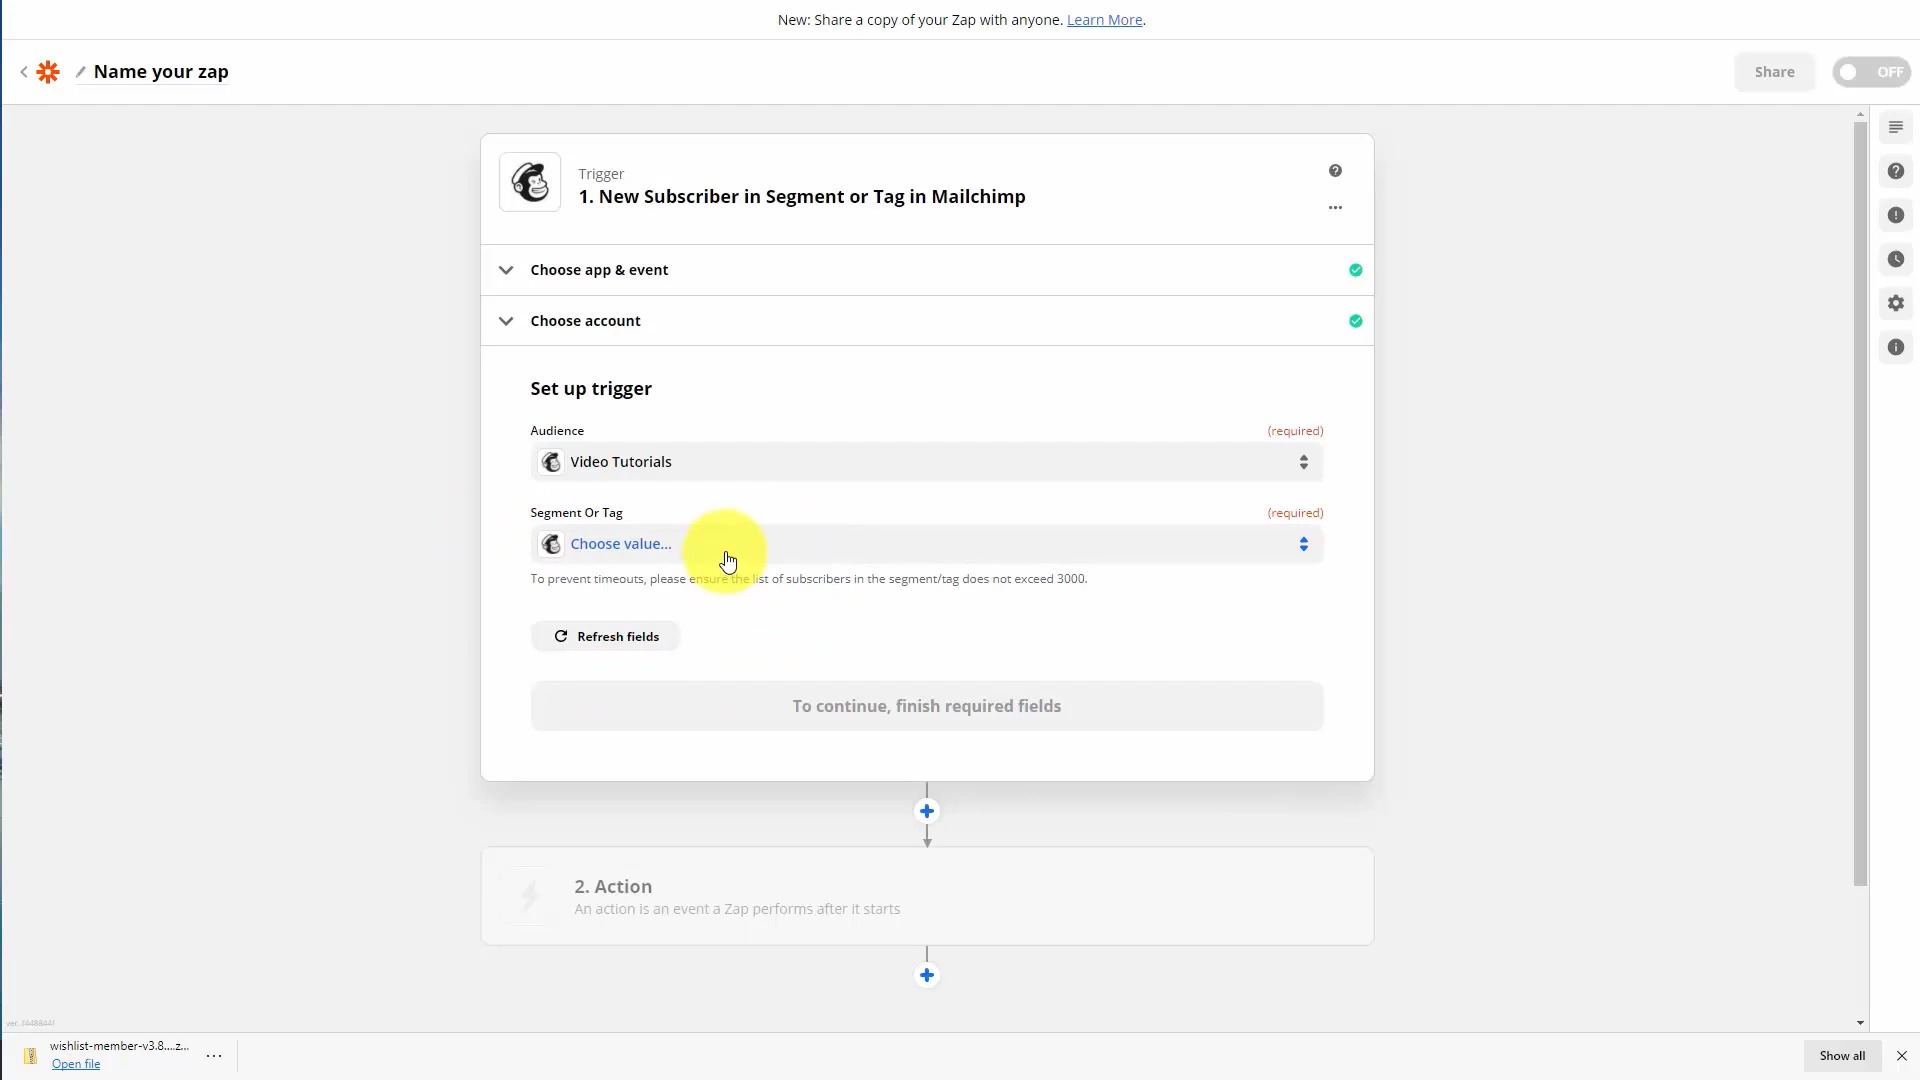 New: Share a copy of your Zap with anyone. Learn More.
Name your zap
Share
OFF
Trigger
1. New Subscriber in Segment or Tag in Mailchimp
Choose app & event
Choose account
Set up trigger
Audience
(required)
Video Tutorials
Segment Or Tag
(required)
Choose value...
To prevent timeouts, please ensure the list of subscribers in the segment/tag does not exceed 3000.
Refresh fields
To continue, finish required fields
2. Action
An action is an event a Zap performs after it starts
wishlist-member-v3.8....z...
Open file
Show all